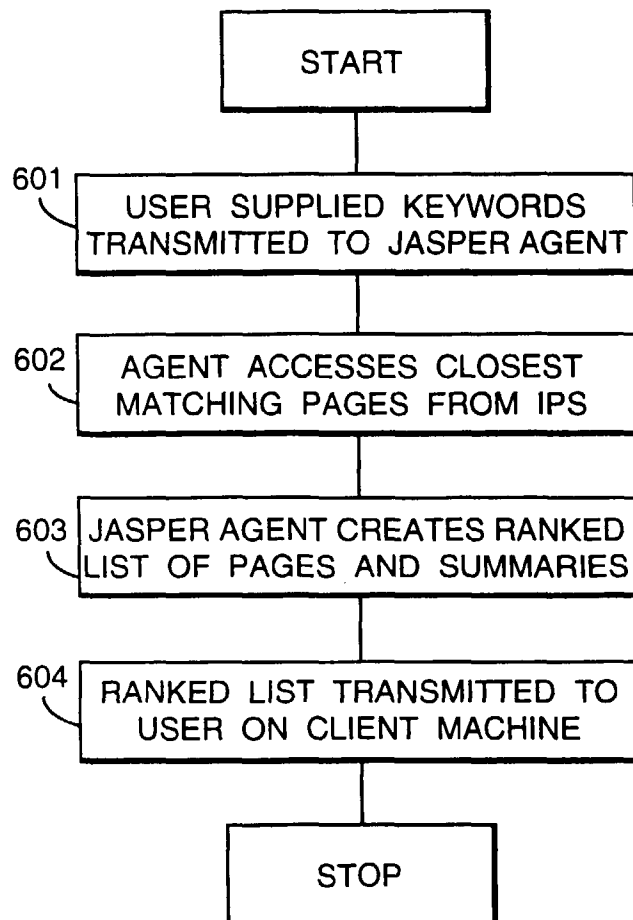 START
601
USER SUPPLIED KEYWORDS
TRANSMITTED TO JASPER AGENT
602
AGENT ACCESSES CLOSEST
MATCHING PAGES FROM IPS
603
JASPER AGENT CREATES RANKED
LIST OF PAGES AND SUMMARIES
604
RANKED LIST TRANSMITTED TO
USER ON CLIENT MACHINE
STOP